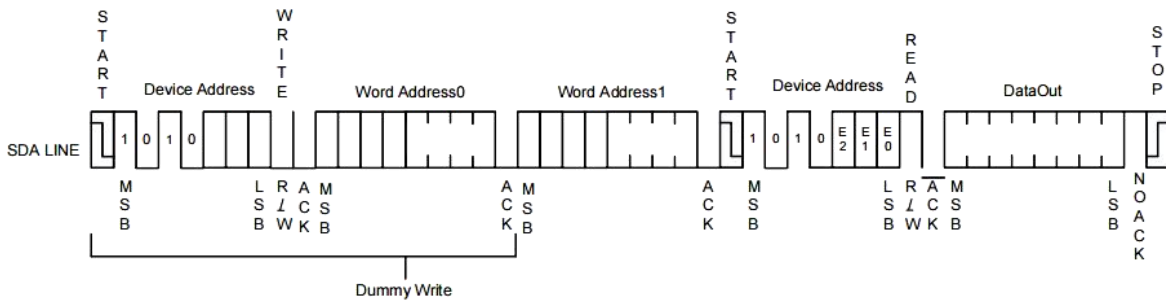 START
WRITE
START
READ
STOP
Device Address
Word Address0
Word Address1
Device Address
DataOut
SDA LINE
1 0 1 0
1 0 1 0 E2 E1 E0
MSB
LSB
R/W
ACK
MSB
ACK
MSB
ACK
MSB
LSB
R/W
ACK
MSB
LSB
NOACK
Dummy Write